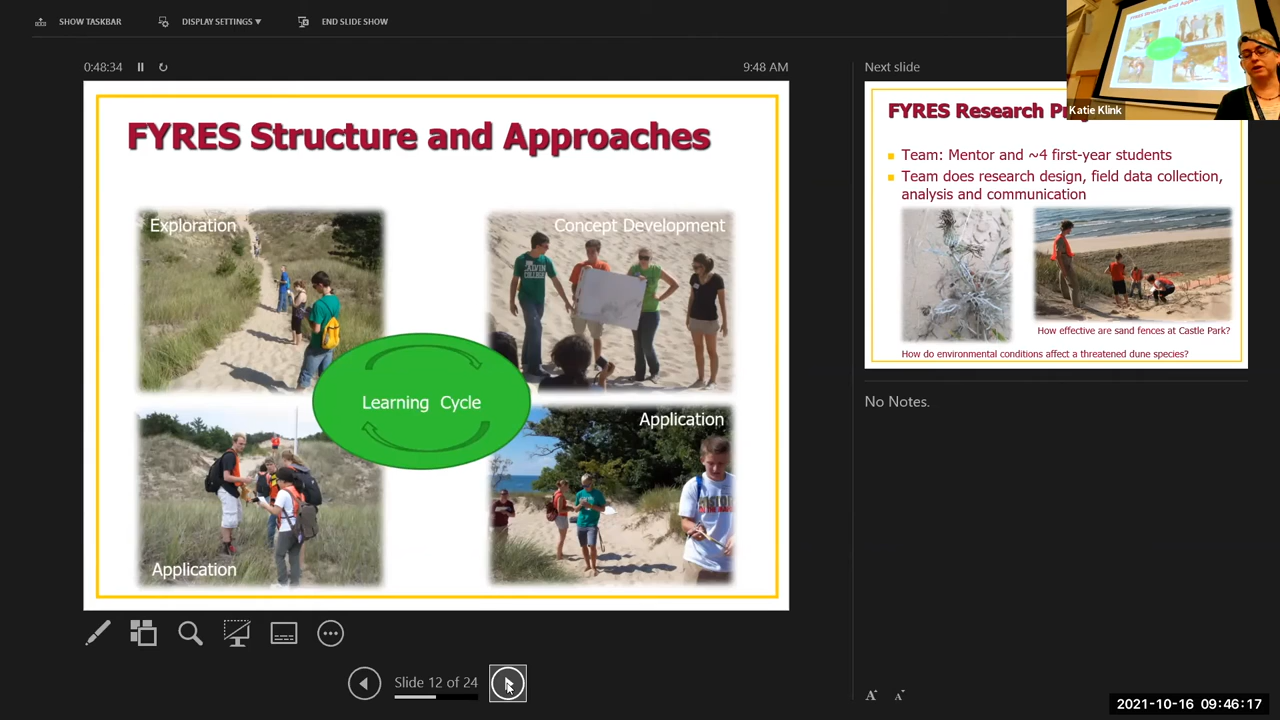 SHOW TASKBAR
DISPLAY SETTINGS ▼
END SLIDE SHOW
0:48:34
9:48 AM
FYRES Structure and Approaches
Exploration
Concept Development
Learning Cycle
Application
Application
Slide 12 of 24
Next slide
Katie Klink
FYRES Research
Team: Mentor and ~4 first-year students
Team does research design, field data collection,
analysis and communication
How effective are sand fences at Castle Park?
How do environmental conditions affect a threatened dune species?
No Notes.
A A
2021-10-16 09:46:17